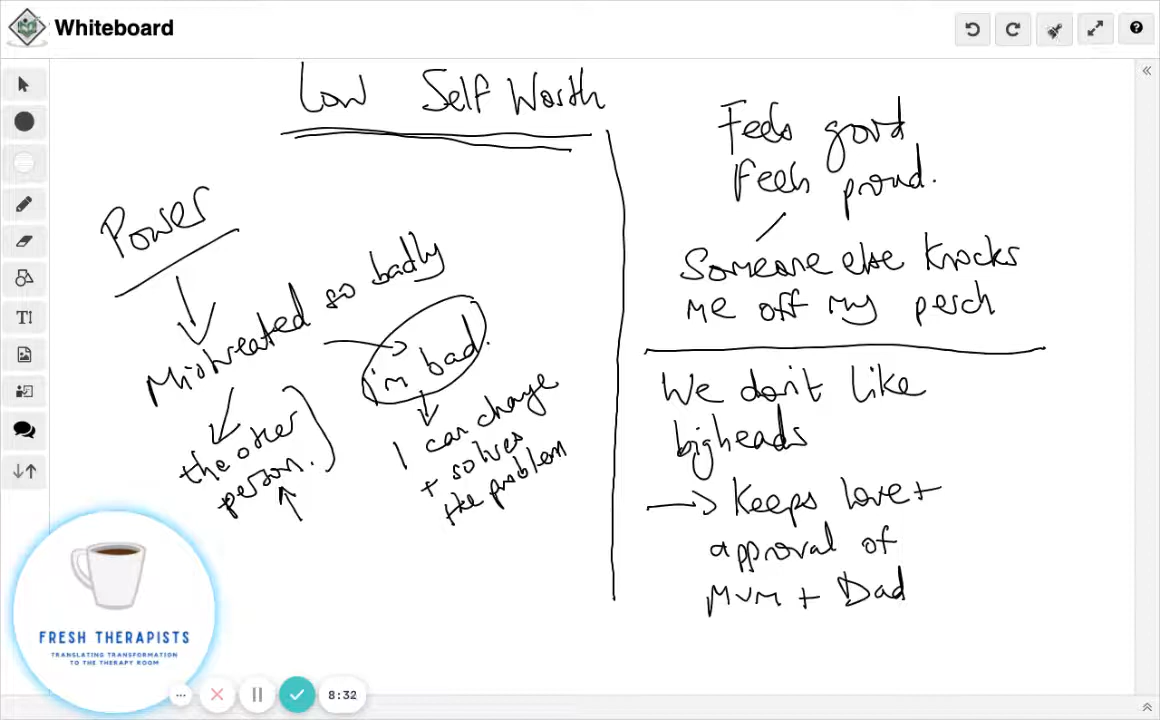 Whiteboard
Low Self Worth
Power
Mistreated so badly
the other
person.
i'm bad.
I can change
+ solves
the problem
Feels good
Feels proud.
Someone else knocks
me off my perch
We don't like
bigheads
Keeps love +
approval of
Mum + Dad
FRESH THERAPISTS
TRANSLATING TRANSFORMATION
TO THE THERAPY ROOM
8:32